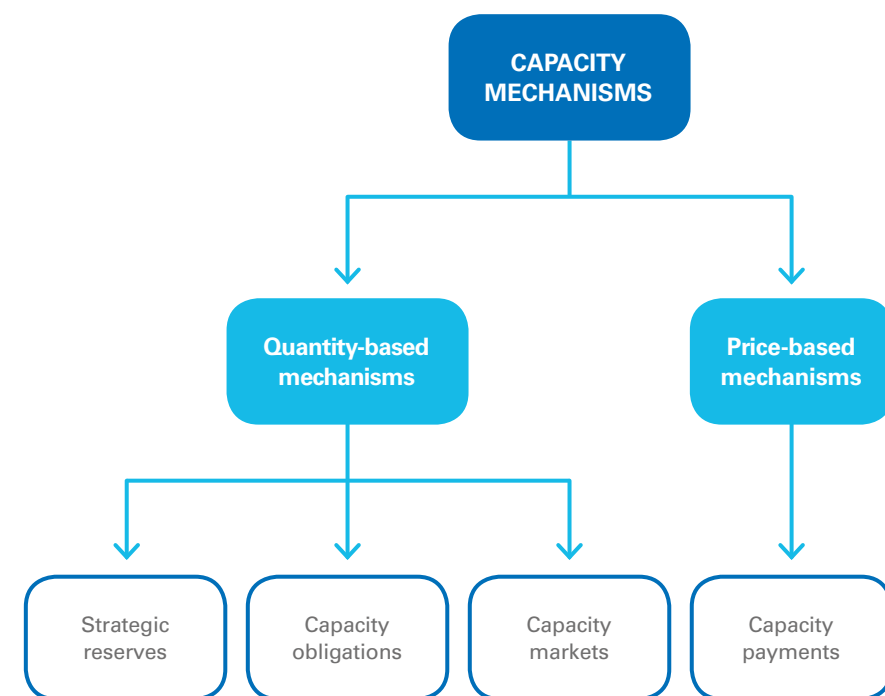 CAPACITY
MECHANISMS
Quantity-based
mechanisms
Price-based
mechanisms
Strategic
reserves
Capacity
obligations
Capacity
markets
Capacity
payments